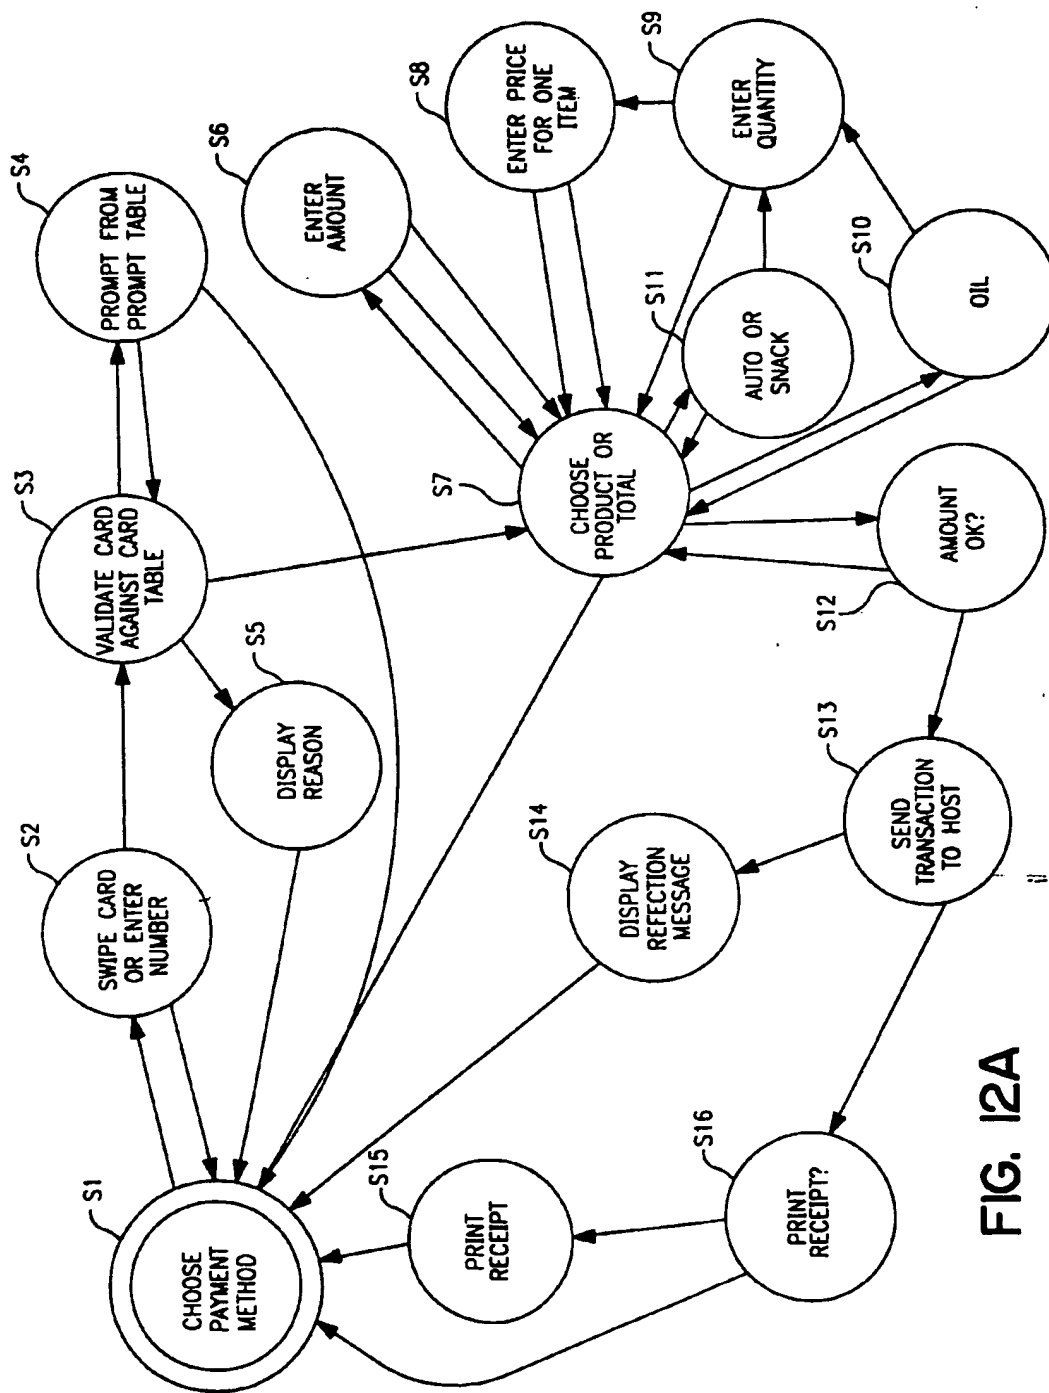 S1
CHOOSE
PAYMENT
METHOD
S2
SWIPE CARD
OR ENTER
NUMBER
S3
VALIDATE CARD
AGAINST CARD
TABLE
S4
PROMPT FROM
PROMPT TABLE
S5
DISPLAY
REASON
S6
ENTER
AMOUNT
S7
CHOOSE
PRODUCT OR
TOTAL
S8
ENTER PRICE
FOR ONE
ITEM
S9
ENTER
QUANTITY
S10
OIL
S11
AUTO OR
SNACK
S12
AMOUNT
OK?
S13
SEND
TRANSACTION
TO HOST
S14
DISPLAY
REFECTION
MESSAGE
S15
PRINT
RECEIPT
S16
PRINT
RECEIPT?
FIG. 12A